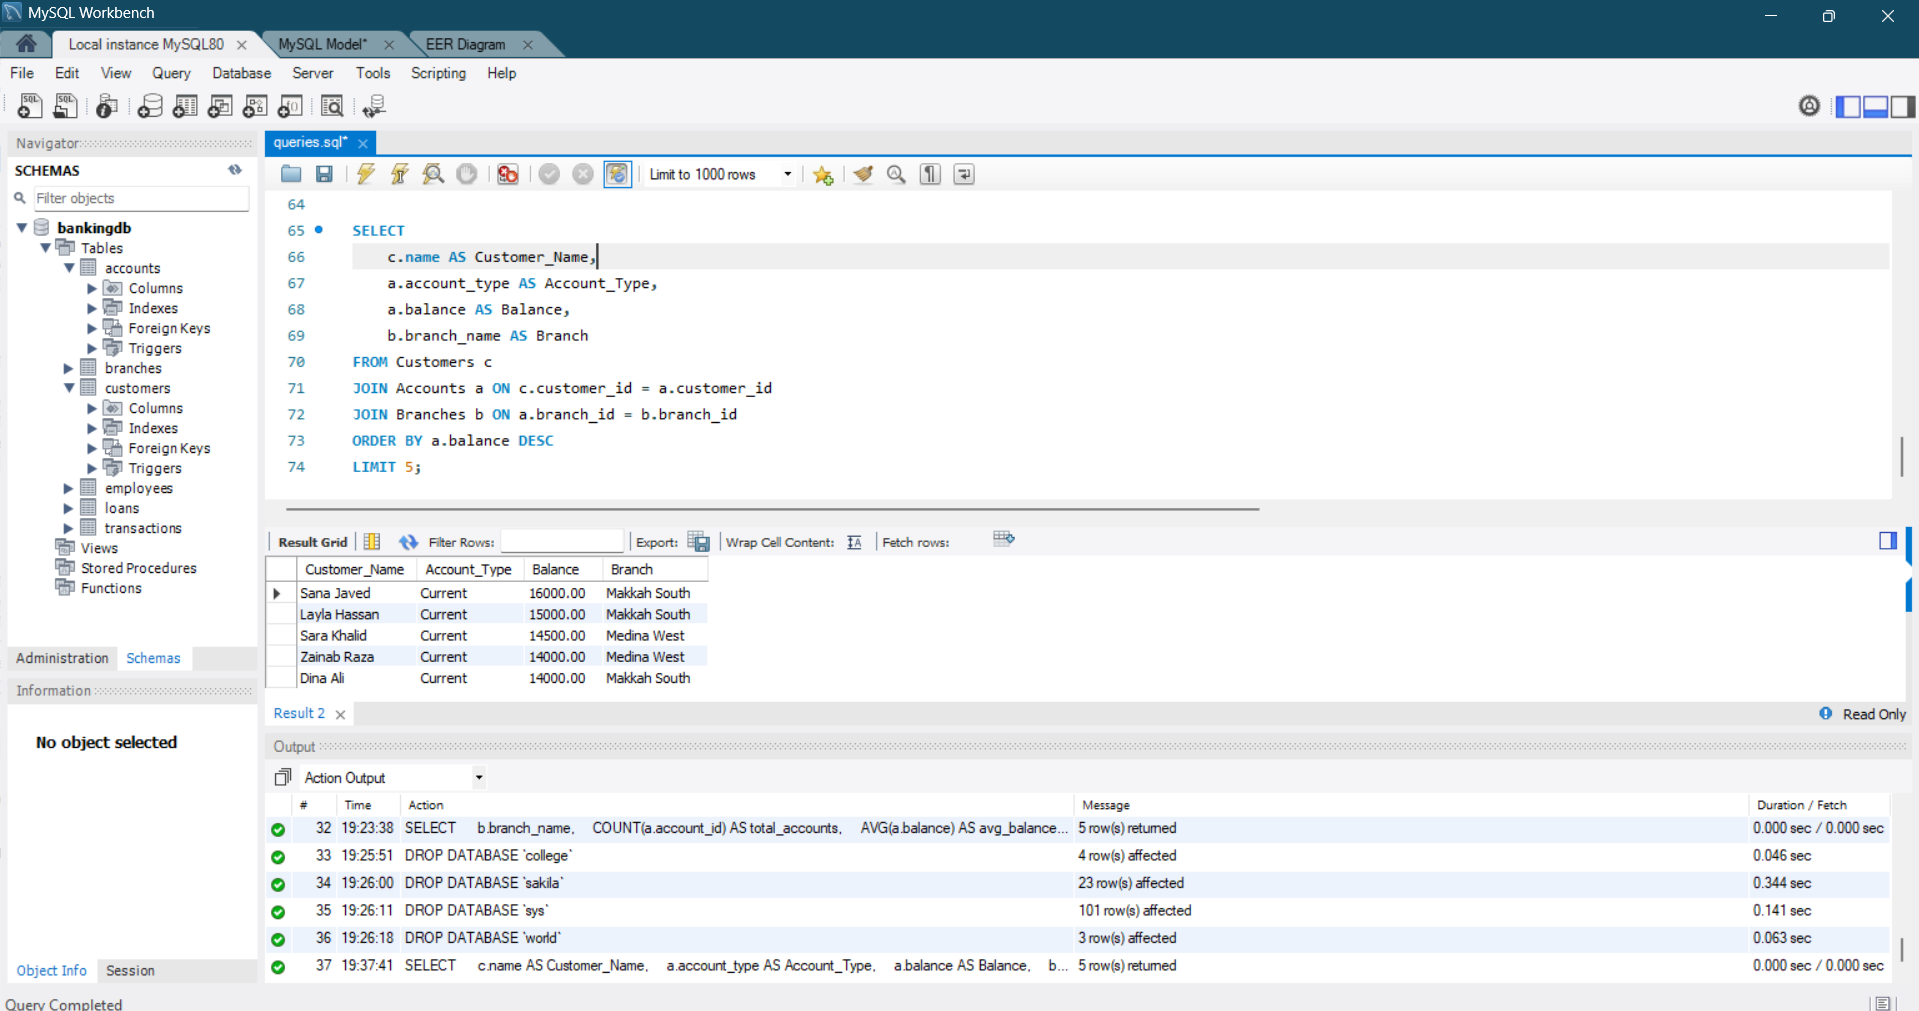 MySQL Workbench
Local instance MySQL80
MySQL Model*
EER Diagram
File Edit View Query Database Server Tools Scripting Help
Navigator
SCHEMAS
Filter objects
bankingdb
Tables
accounts
Columns
Indexes
Foreign Keys
Triggers
branches
customers
Columns
Indexes
Foreign Keys
Triggers
employees
loans
transactions
Views
Stored Procedures
Functions
Administration Schemas
Information
No object selected
Object Info Session
queries.sql*
Limit to 1000 rows
64
65 SELECT
66 c.name AS Customer_Name,
67 a.account_type AS Account_Type,
68 a.balance AS Balance,
69 b.branch_name AS Branch
70 FROM Customers c
71 JOIN Accounts a ON c.customer_id = a.customer_id
72 JOIN Branches b ON a.branch_id = b.branch_id
73 ORDER BY a.balance DESC
74 LIMIT 5;
Result Grid Filter Rows: Export: Wrap Cell Content: Fetch rows:
Customer_Name Account_Type Balance Branch
Sana Javed Current 16000.00 Makkah South
Layla Hassan Current 15000.00 Makkah South
Sara Khalid Current 14500.00 Medina West
Zainab Raza Current 14000.00 Medina West
Dina Ali Current 14000.00 Makkah South
Result 2
Read Only
Output
Action Output
# Time Action Message Duration / Fetch
32 19:23:38 SELECT b.branch_name, COUNT(a.account_id) AS total_accounts, AVG(a.balance) AS avg_balance... 5 row(s) returned 0.000 sec / 0.000 sec
33 19:25:51 DROP DATABASE `college` 4 row(s) affected 0.046 sec
34 19:26:00 DROP DATABASE `sakila` 23 row(s) affected 0.344 sec
35 19:26:11 DROP DATABASE `sys` 101 row(s) affected 0.141 sec
36 19:26:18 DROP DATABASE `world` 3 row(s) affected 0.063 sec
37 19:37:41 SELECT c.name AS Customer_Name, a.account_type AS Account_Type, a.balance AS Balance, b... 5 row(s) returned 0.000 sec / 0.000 sec
Query Completed